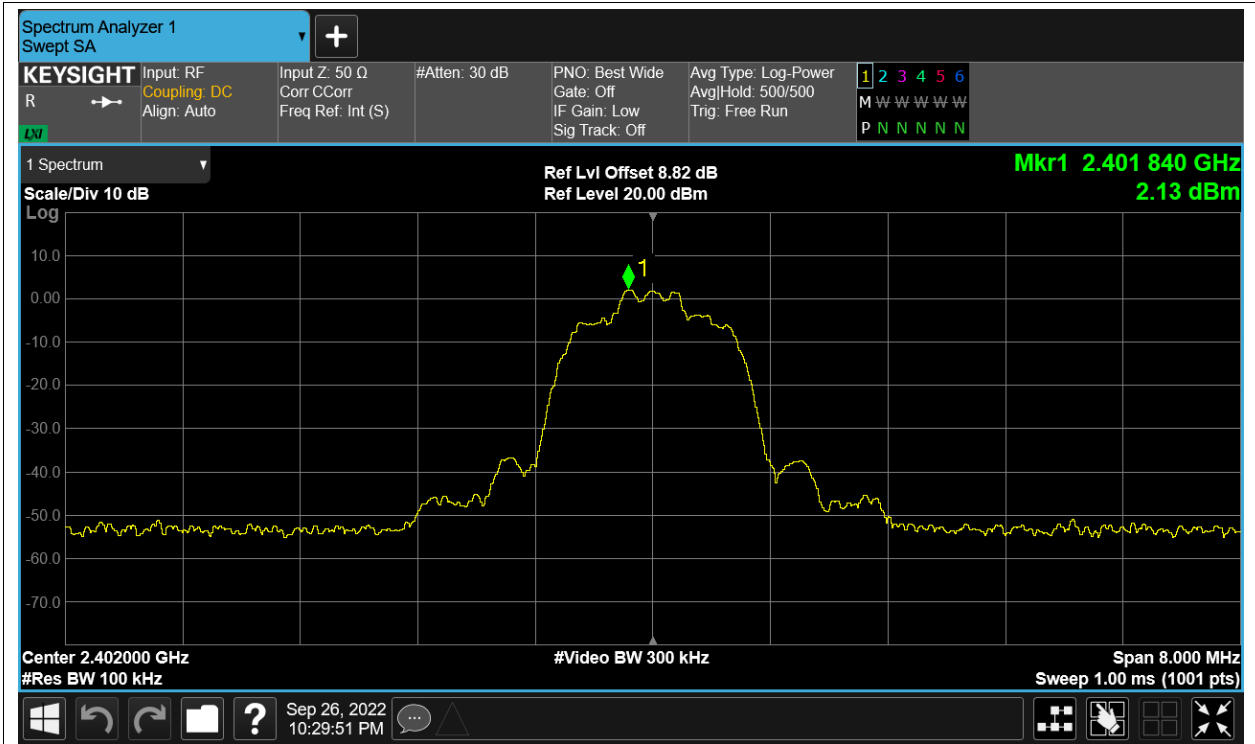 Spectrum Analyzer 1
Swept SA
KEYSIGHT
R
LXI
Input: RF
Coupling: DC
Align: Auto
Input Z: 50 Ω
Corr CCorr
Freq Ref: Int (S)
#Atten: 30 dB
PNO: Best Wide
Gate: Off
IF Gain: Low
Sig Track: Off
Avg Type: Log-Power
Avg|Hold: 500/500
Trig: Free Run
1 2 3 4 5 6
M W W W W W
P N N N N N
1 Spectrum
Scale/Div 10 dB
Log
Ref Lvl Offset 8.82 dB
Ref Level 20.00 dBm
Mkr1 2.401 840 GHz
2.13 dBm
1
10.0
0.00
-10.0
-20.0
-30.0
-40.0
-50.0
-60.0
-70.0
Center 2.402000 GHz
#Res BW 100 kHz
#Video BW 300 kHz
Span 8.000 MHz
Sweep 1.00 ms (1001 pts)
?
Sep 26, 2022
10:29:51 PM